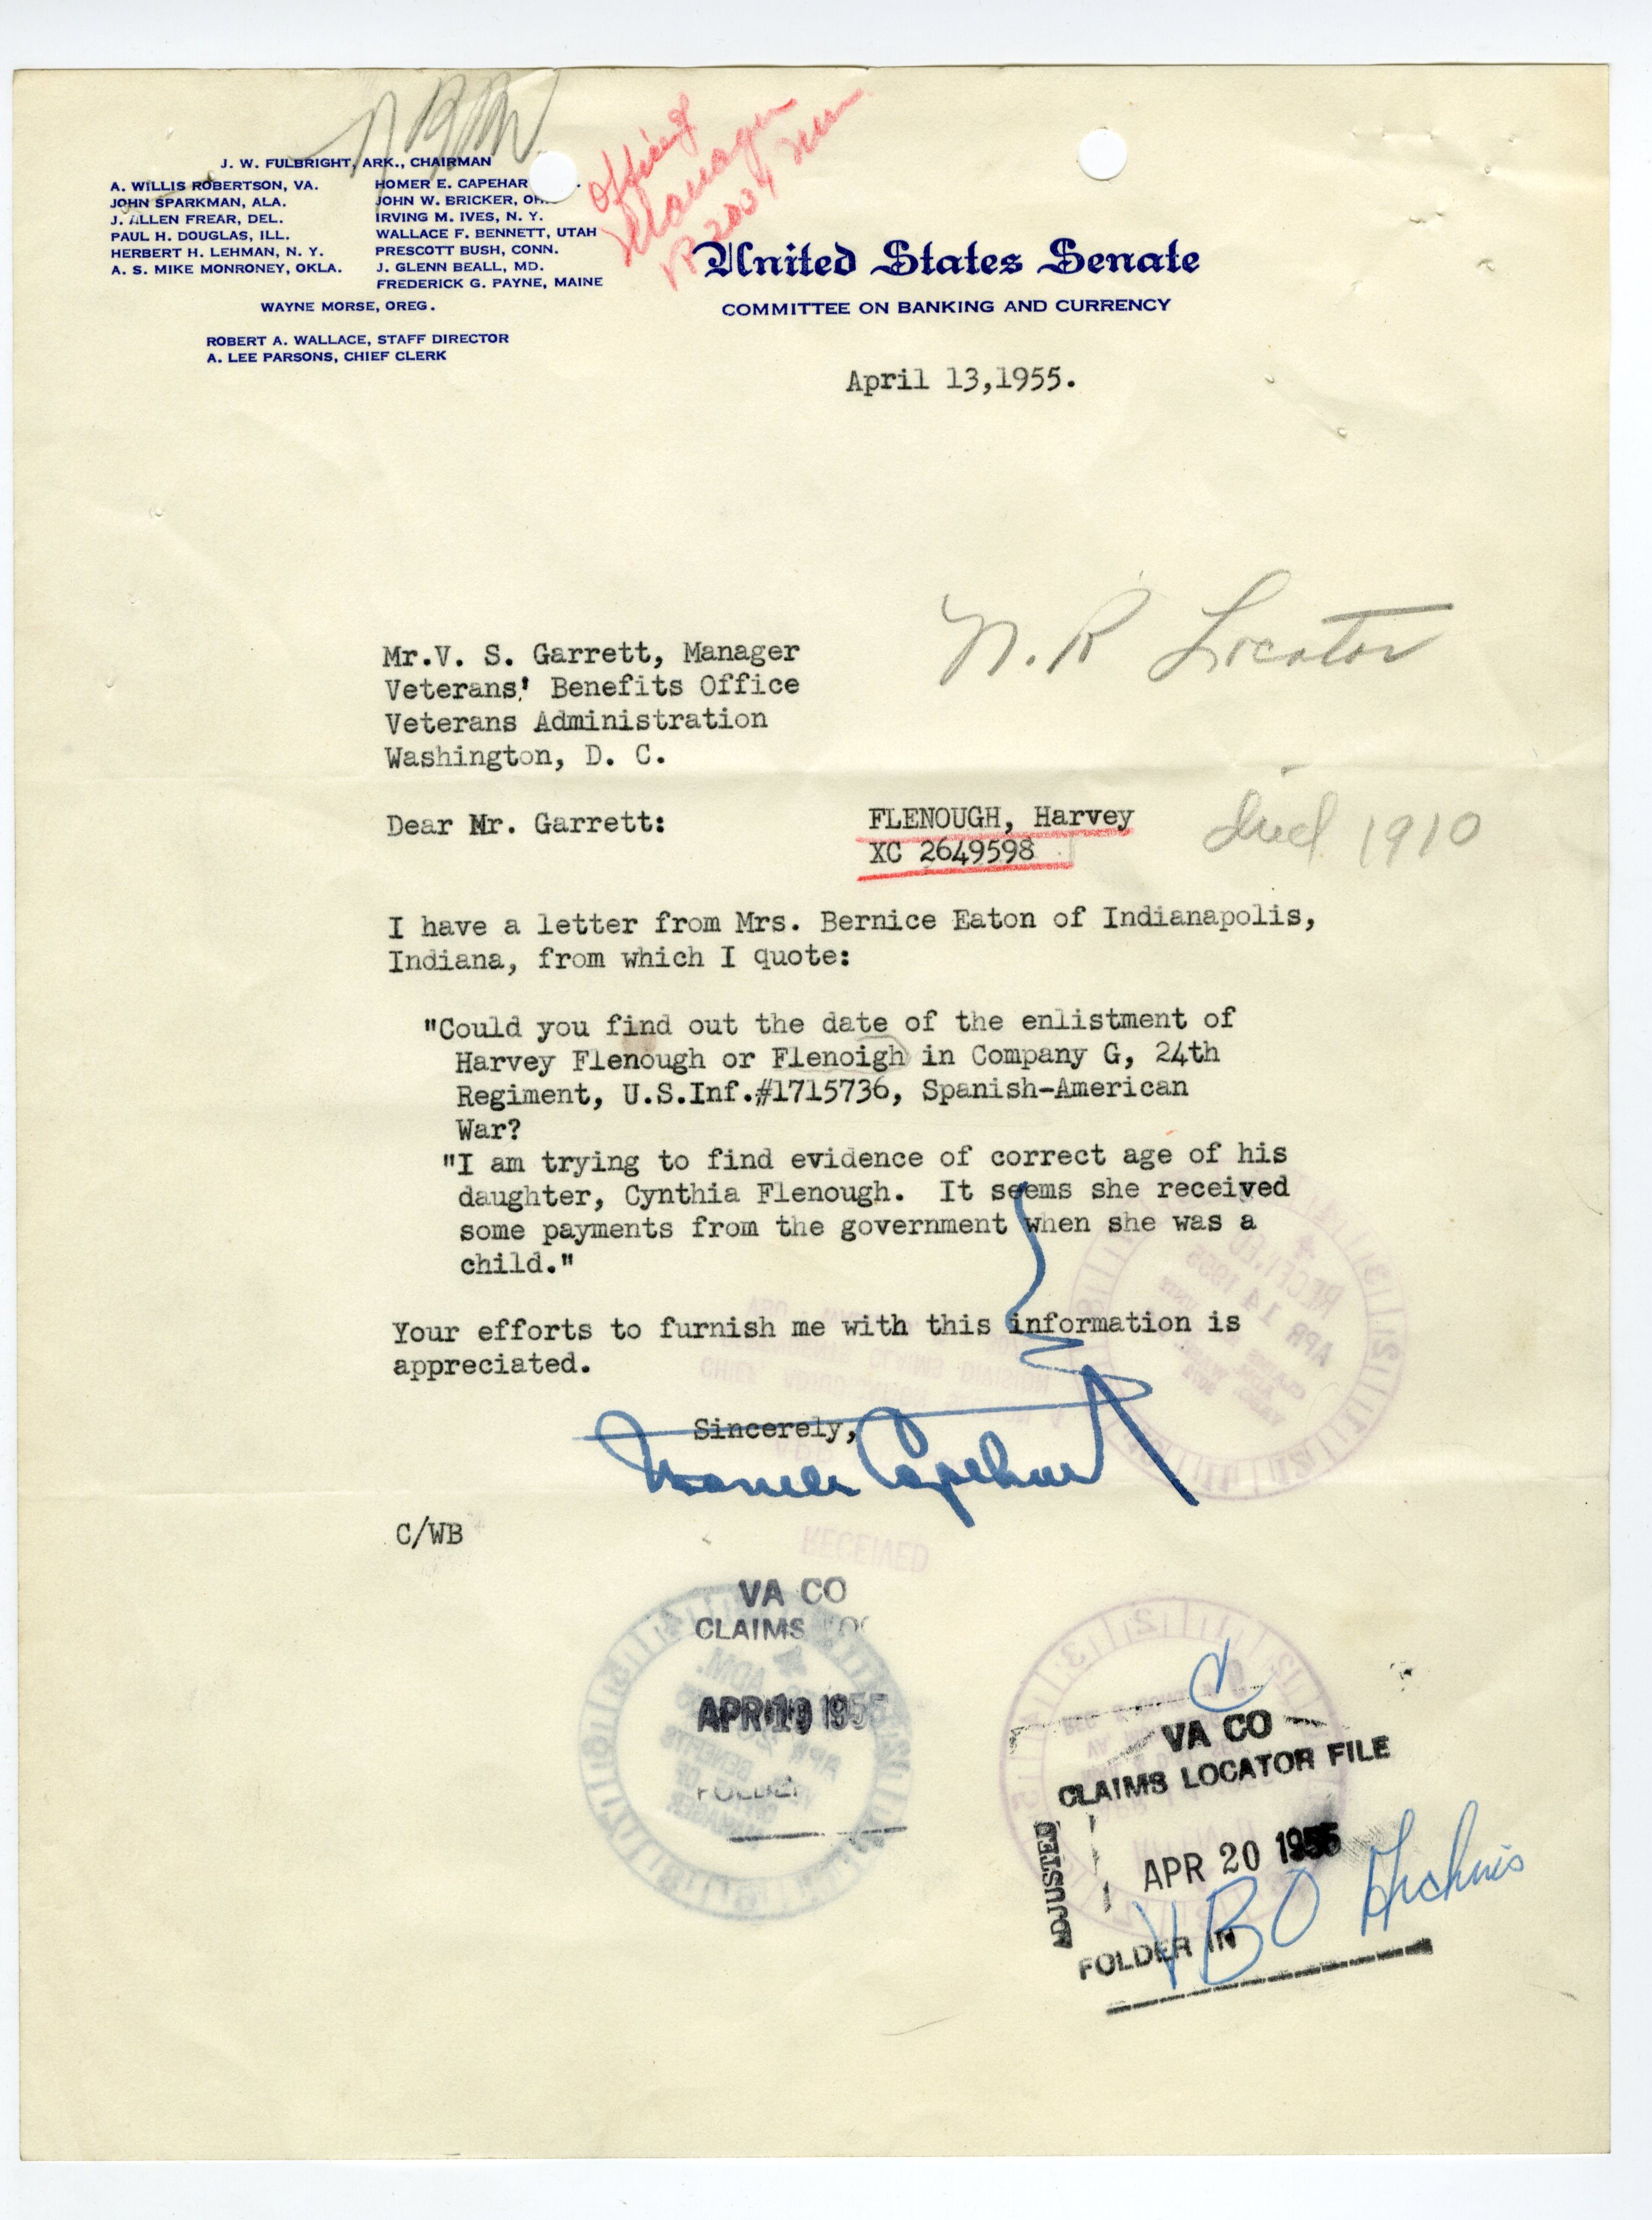 Office
Manager
J. W. FULBRIGHT, ARK., CHAIRMAN
A. WILLIS ROBERTSON, VA.
JOHN SPARKMAN, ALA.
J. ALLEN FREAR, DEL.
PAUL H. DOUGLAS, ILL.
HERBERT H. LEHMAN, N. Y.
A. S. MIKE MONRONEY, OKLA.
HOMER E. CAPEHAR
JOHN W. BRICKER, OH
IRVING M. IVES, N. Y.
WALLACE F. BENNETT, UTAH
PRESCOTT BUSH, CONN.
J. GLENN BEALL, MD.
FREDERICK G. PAYNE, MAINE
WAYNE MORSE, OREG.
ROBERT A. WALLACE, STAFF DIRECTOR
A. LEE PARSONS, CHIEF CLERK
United States Senate
COMMITTEE ON BANKING AND CURRENCY
April 13,1955.
N. R Locator
Mr.V. S. Garrett, Manager
Veterans' Benefits Office
Veterans Administration
Washington, D. C.
Dear Mr. Garrett:
FLENOUGH, Harvey
XC 2649598
died 1910
I have a letter from Mrs. Bernice Eaton of Indianapolis,
Indiana, from which I quote:
"Could you find out the date of the enlistment of
Harvey Flenough or Flenoigh in Company G, 24th
Regiment, U.S.Inf.#1715736, Spanish-American
War?
"I am trying to find evidence of correct age of his
daughter, Cynthia Flenough. It seems she received
some payments from the government when she was a
child."
Your efforts to furnish me with this information is
appreciated.
Sincerely,
Homer Capehart
C/WB
RECEIVED
VA CO
CLAIMS
APR 19 1955
FOLDER
VA CO
CLAIMS LOCATOR FILE
ADJUSTED
APR 20 1955
FOLDER IN
VBO Archives